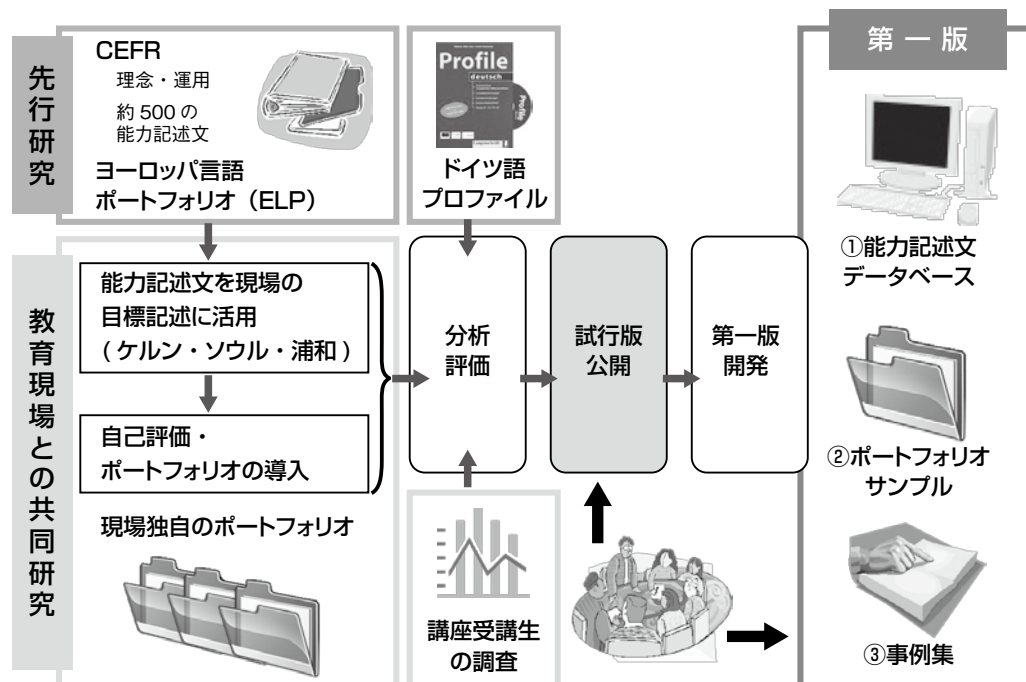 先行研究
CEFR
理念・運用
約 500 の
能力記述文
ヨーロッパ言語
ポートフォリオ（ELP）
Profile
deutsch
ドイツ語
プロファイル
教育現場との共同研究
能力記述文を現場の
目標記述に活用
( ケルン・ソウル・浦和 )
自己評価・
ポートフォリオの導入
現場独自のポートフォリオ
分析
評価
講座受講生
の調査
試行版
公開
第一版
開発
第 一 版
①能力記述文
データベース
②ポートフォリオ
サンプル
③事例集